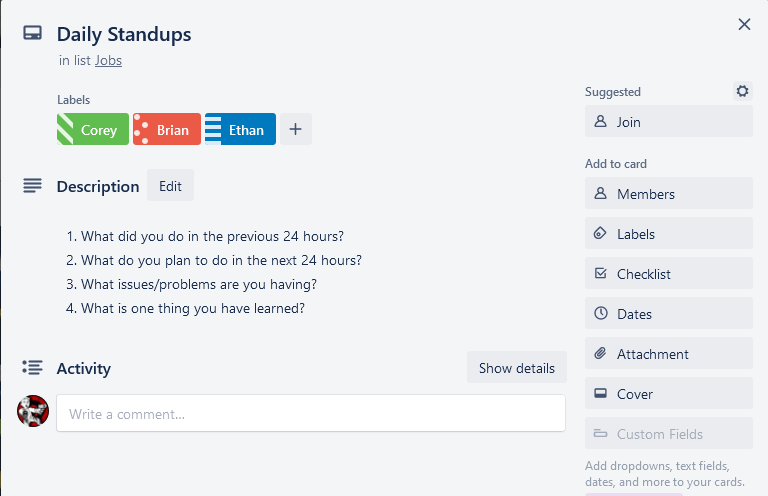 Daily Standups
in list Jobs
Labels
Corey Brian Ethan
Description Edit
1. What did you do in the previous 24 hours?
2. What do you plan to do in the next 24 hours?
3. What issues/problems are you having?
4. What is one thing you have learned?
Activity Show details
Write a comment...
Suggested
Join
Add to card
Members
Labels
Checklist
Dates
Attachment
Cover
Custom Fields
Add dropdowns, text fields,
dates, and more to your cards.